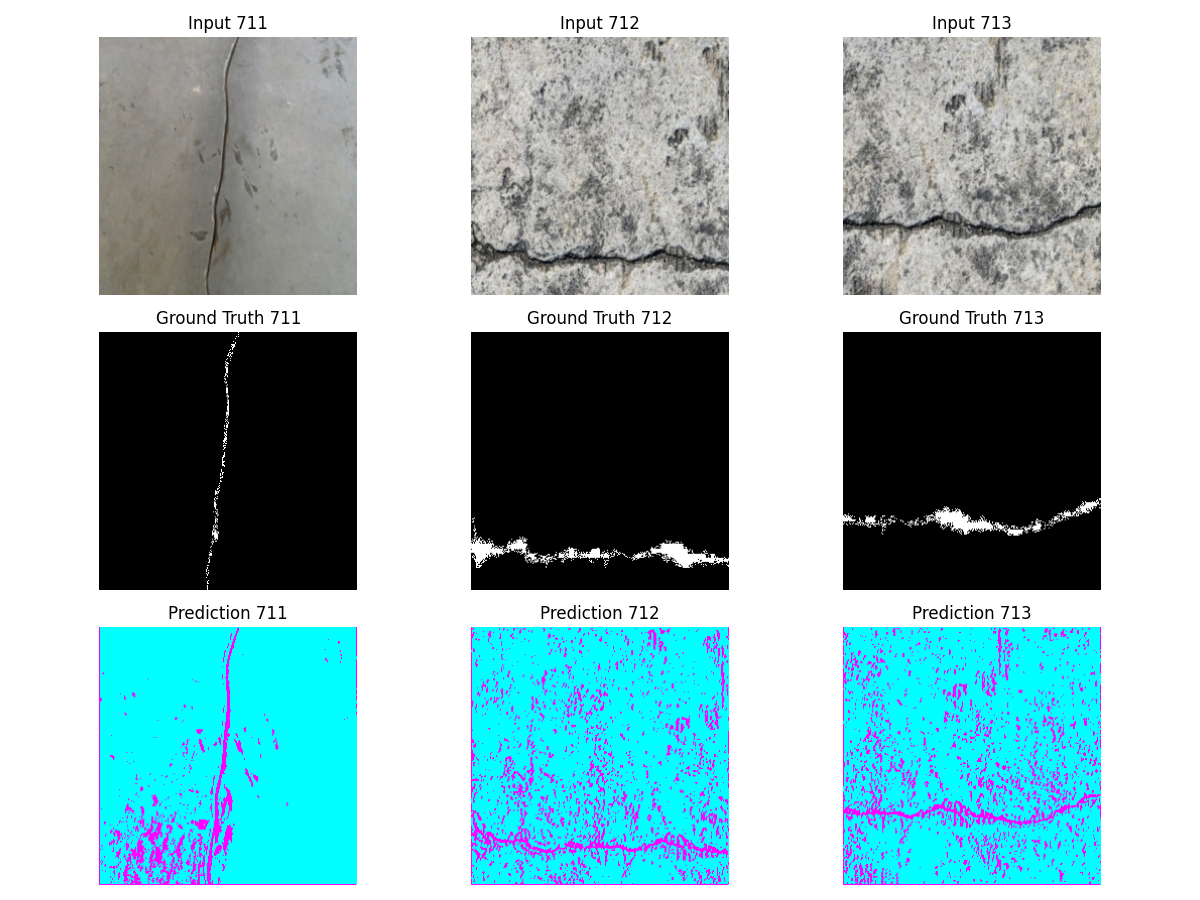 Input 711
Input 712
Input 713
Ground Truth 711
Ground Truth 712
Ground Truth 713
Prediction 711
Prediction 712
Prediction 713